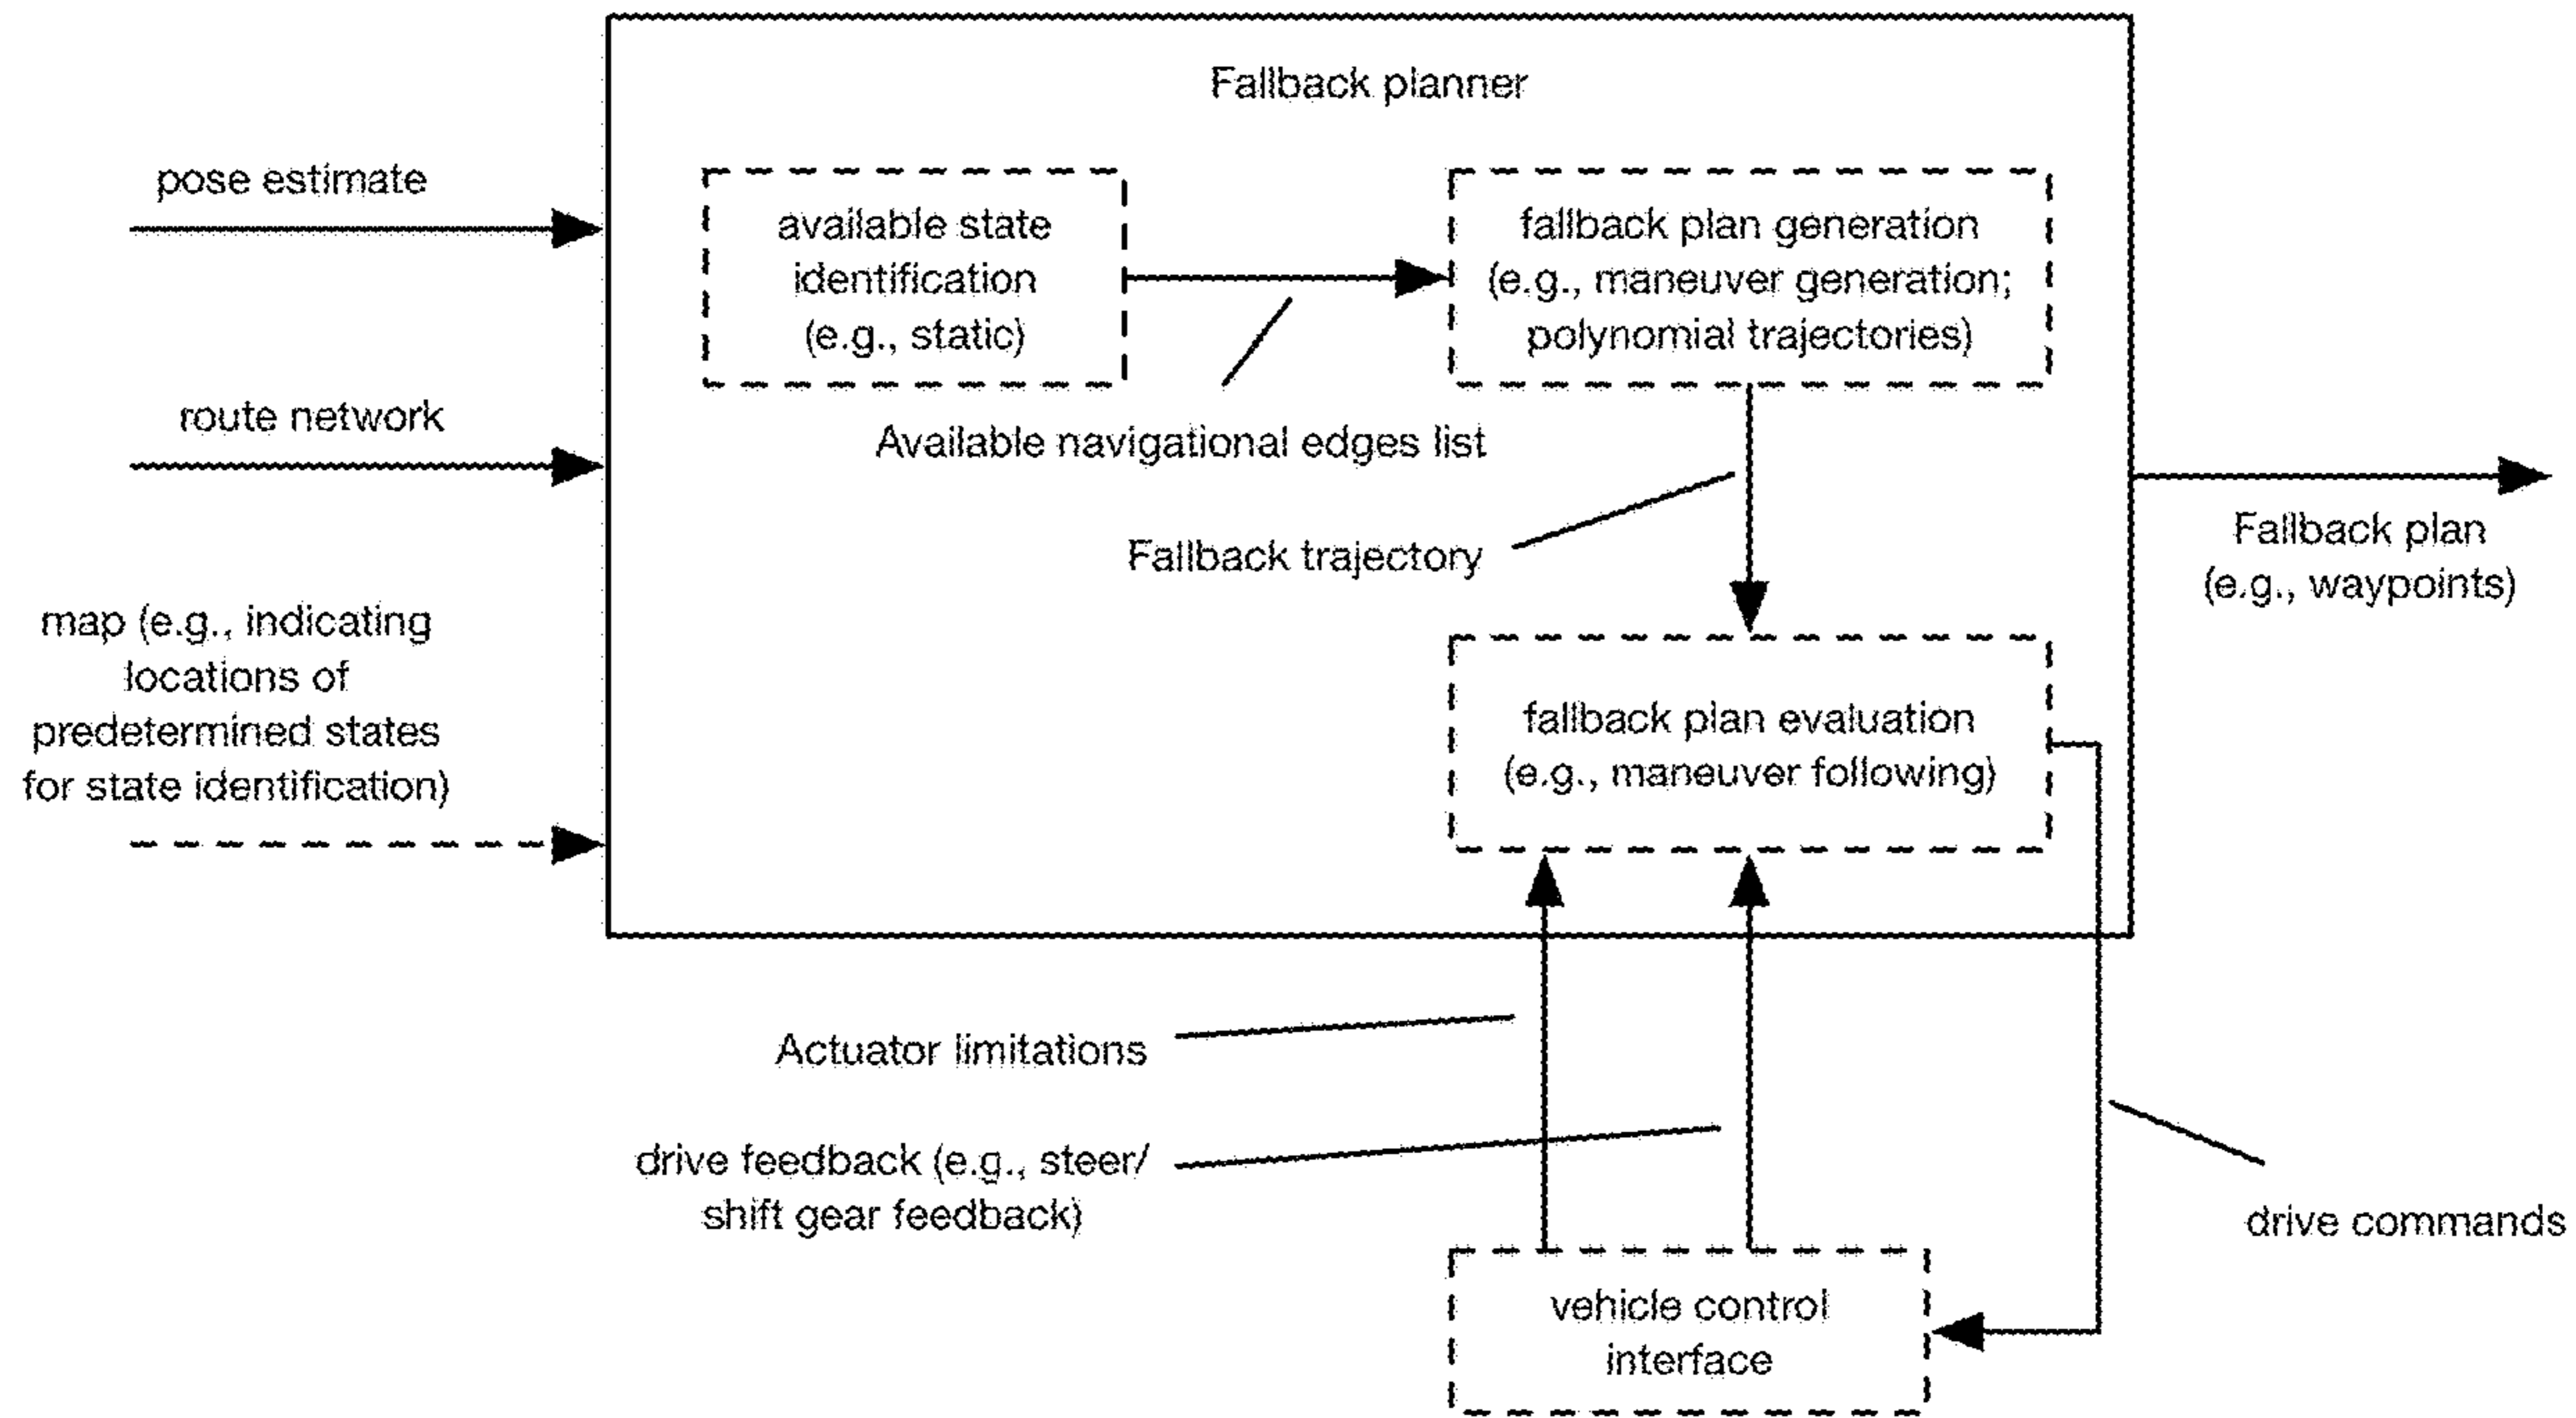 Fallback planner
pose estimate
available state
identification
(e.g., static)
fallback plan generation
(e.g., maneuver generation;
polynomial trajectories)
route network
Available navigational edges list
Fallback trajectory
Fallback plan
(e.g., waypoints)
map (e.g., indicating
locations of
predetermined states
for state identification)
fallback plan evaluation
(e.g., maneuver following)
Actuator limitations
drive feedback (e.g., steer/
shift gear feedback)
drive commands
vehicle control
interface